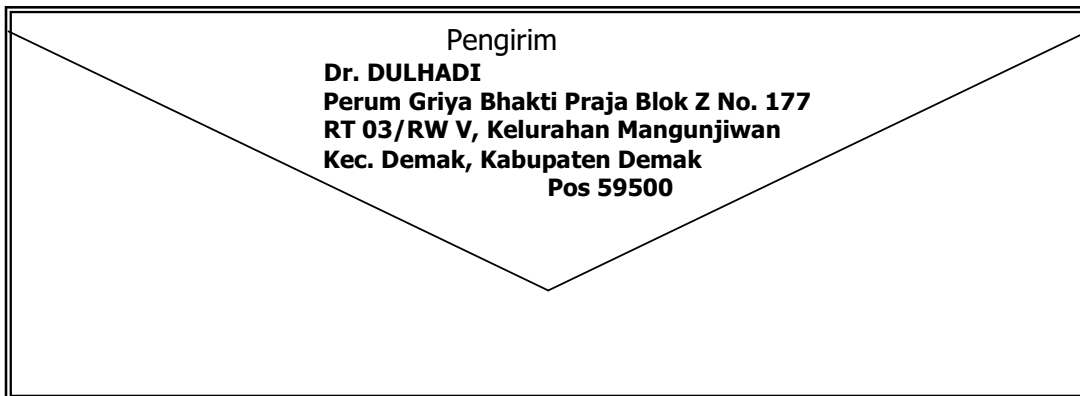 Pengirim
Dr. DULHADI
Perum Griya Bhakti Praja Blok Z No. 177
RT 03/RW V, Kelurahan Mangunjiwan
Kec. Demak, Kabupaten Demak
Pos 59500